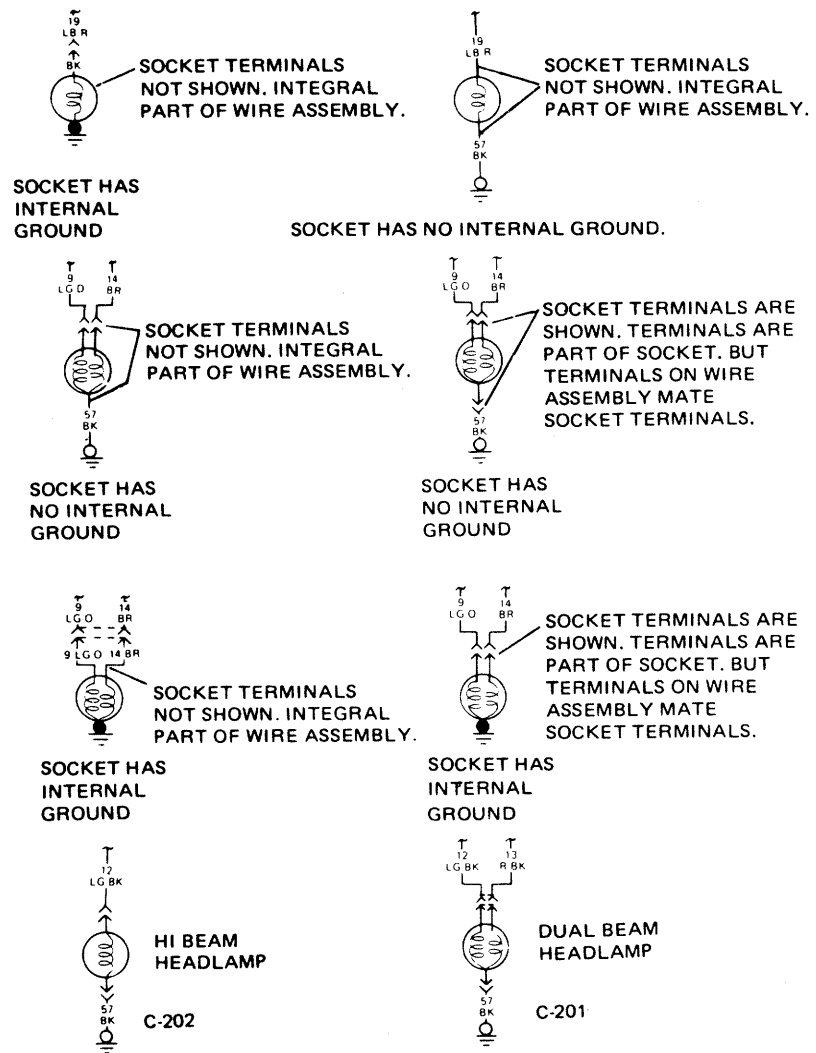 19
LB R
BK
SOCKET TERMINALS
NOT SHOWN. INTEGRAL
PART OF WIRE ASSEMBLY.
SOCKET HAS
INTERNAL
GROUND
19
LB R
SOCKET TERMINALS
NOT SHOWN. INTEGRAL
PART OF WIRE ASSEMBLY.
57
BK
SOCKET HAS NO INTERNAL GROUND.
9
LG O
14
BR
SOCKET TERMINALS
NOT SHOWN. INTEGRAL
PART OF WIRE ASSEMBLY.
57
BK
SOCKET HAS
NO INTERNAL
GROUND
9
LG O
14
BR
SOCKET TERMINALS ARE
SHOWN. TERMINALS ARE
PART OF SOCKET. BUT
TERMINALS ON WIRE
ASSEMBLY MATE
SOCKET TERMINALS.
57
BK
SOCKET HAS
NO INTERNAL
GROUND
9
LG O
14
BR
9 LG O 14 BR
SOCKET TERMINALS
NOT SHOWN. INTEGRAL
PART OF WIRE ASSEMBLY.
SOCKET HAS
INTERNAL
GROUND
9
LG O
14
BR
SOCKET TERMINALS ARE
SHOWN. TERMINALS ARE
PART OF SOCKET. BUT
TERMINALS ON WIRE
ASSEMBLY MATE
SOCKET TERMINALS.
SOCKET HAS
INTERNAL
GROUND
12
LG BK
HI BEAM
HEADLAMP
57
BK
C-202
12
LG BK
13
R BK
DUAL BEAM
HEADLAMP
57
BK
C-201